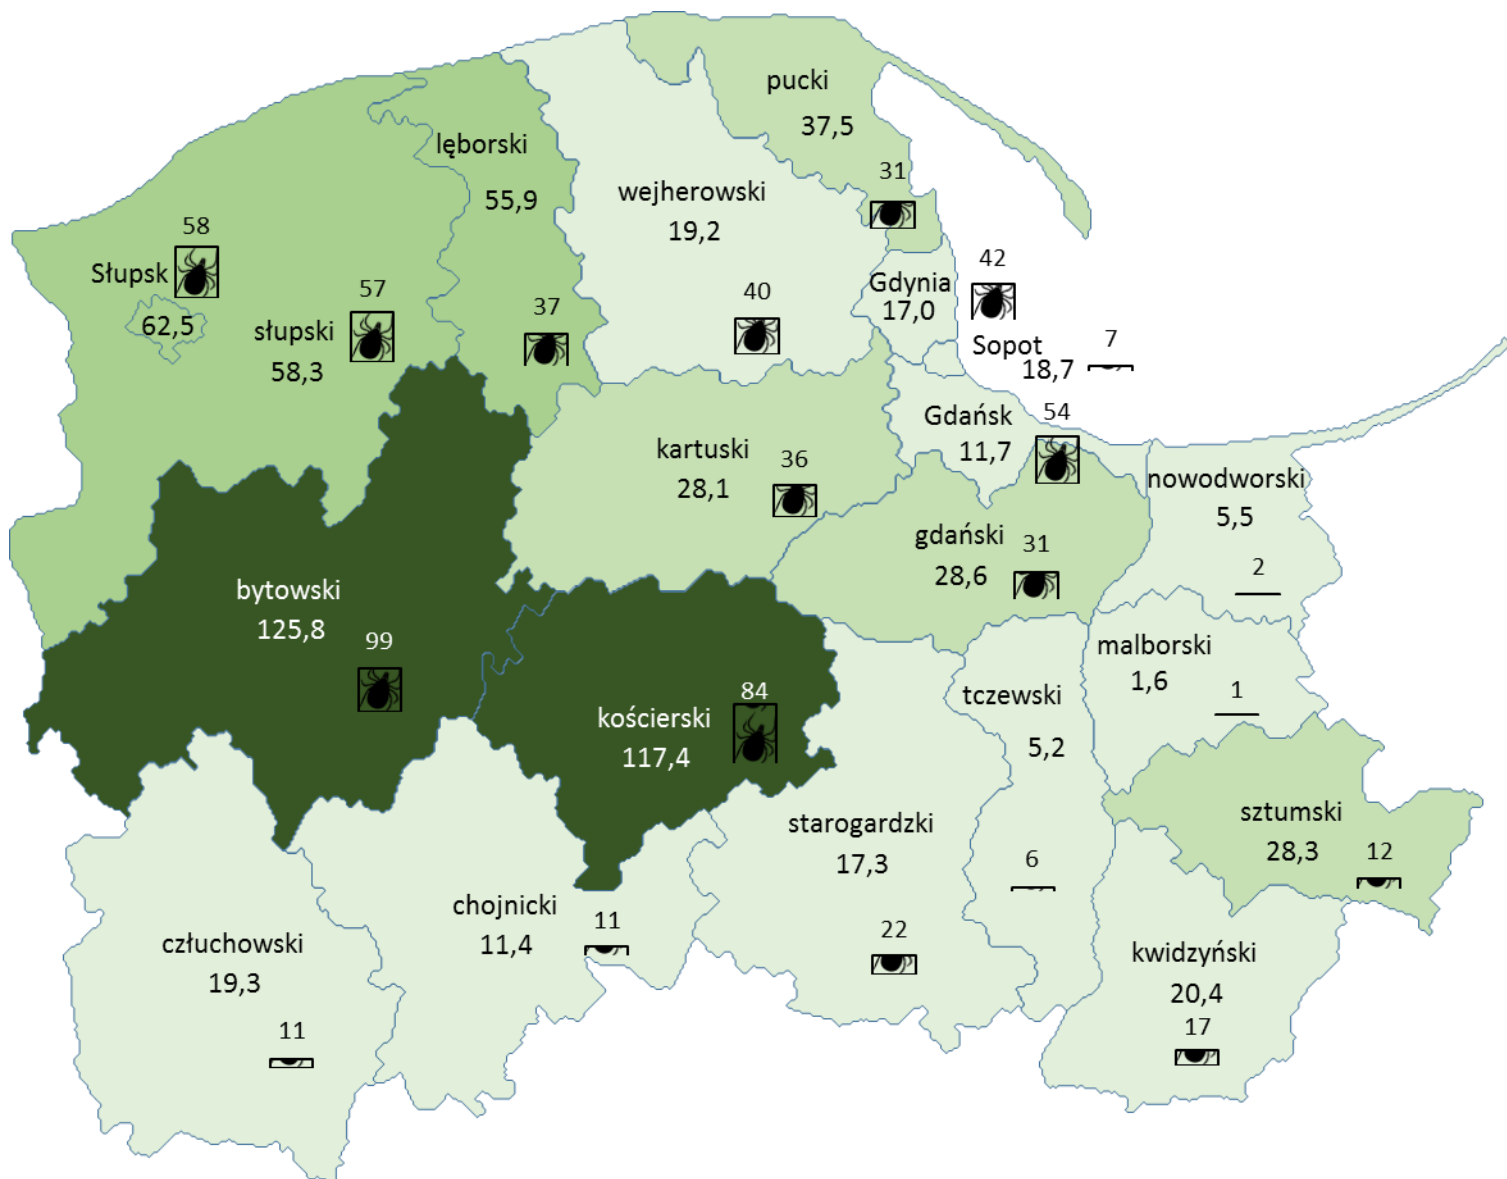 pucki
37,5
31
lęborski
55,9
37
wejherowski
19,2
40
58
Słupsk
62,5
57
słupski
58,3
Gdynia
17,0
42
Sopot
18,7
7
Gdańsk
11,7
54
kartuski
28,1
36
nowodworski
5,5
2
gdański
28,6
31
bytowski
125,8
99
kościerski
117,4
84
malborski
1,6
1
tczewski
5,2
6
starogardzki
17,3
22
sztumski
28,3
12
chojnicki
11,4
11
człuchowski
19,3
11
kwidzyński
20,4
17